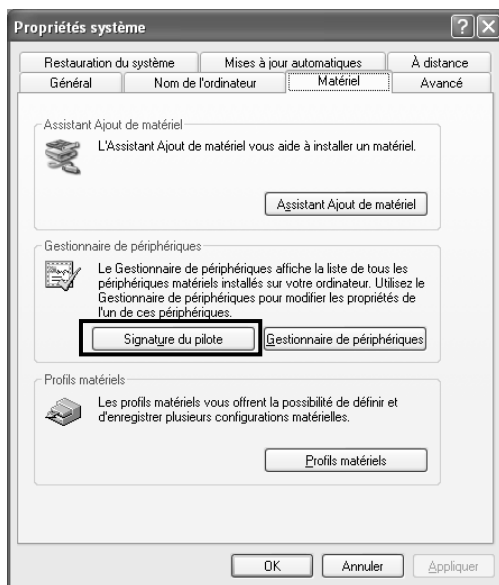 Propriétés système
Restauration du système Mises à jour automatiques À distance
Général Nom de l'ordinateur Matériel Avancé
Assistant Ajout de matériel
L'Assistant Ajout de matériel vous aide à installer un matériel.
Assistant Ajout de matériel
Gestionnaire de périphériques
Le Gestionnaire de périphériques affiche la liste de tous les
périphériques matériels installés sur votre ordinateur. Utilisez le
Gestionnaire de périphériques pour modifier les propriétés de
l'un de ces périphériques.
Signature du pilote Gestionnaire de périphériques
Profils matériels
Les profils matériels vous offrent la possibilité de définir et
d'enregistrer plusieurs configurations matérielles.
Profils matériels
OK Annuler Appliquer